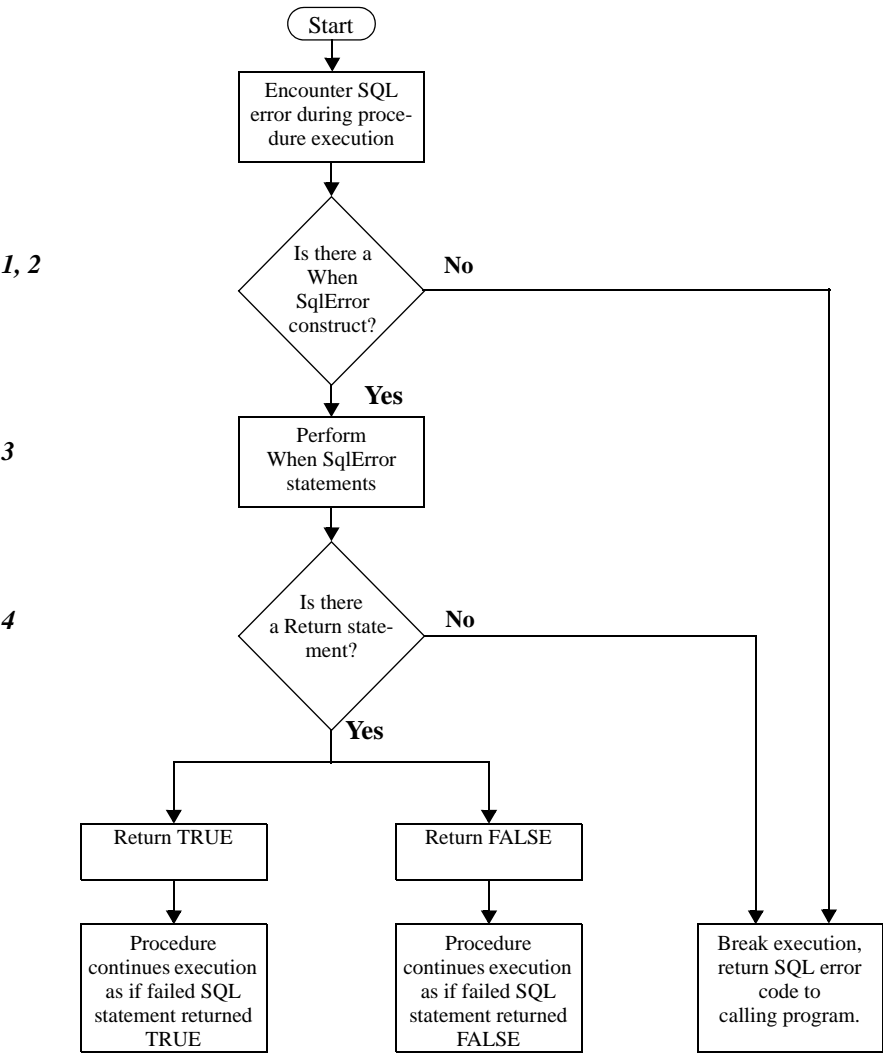 Start
Encounter SQL
error during proce-
dure execution
1, 2
Is there a
When
SqlError
construct?
No
Yes
3
Perform
When SqlError
statements
4
Is there
a Return state-
ment?
No
Yes
Return TRUE
Return FALSE
Procedure
continues execution
as if failed SQL
statement returned
TRUE
Procedure
continues execution
as if failed SQL
statement returned
FALSE
Break execution,
return SQL error
code to
calling program.